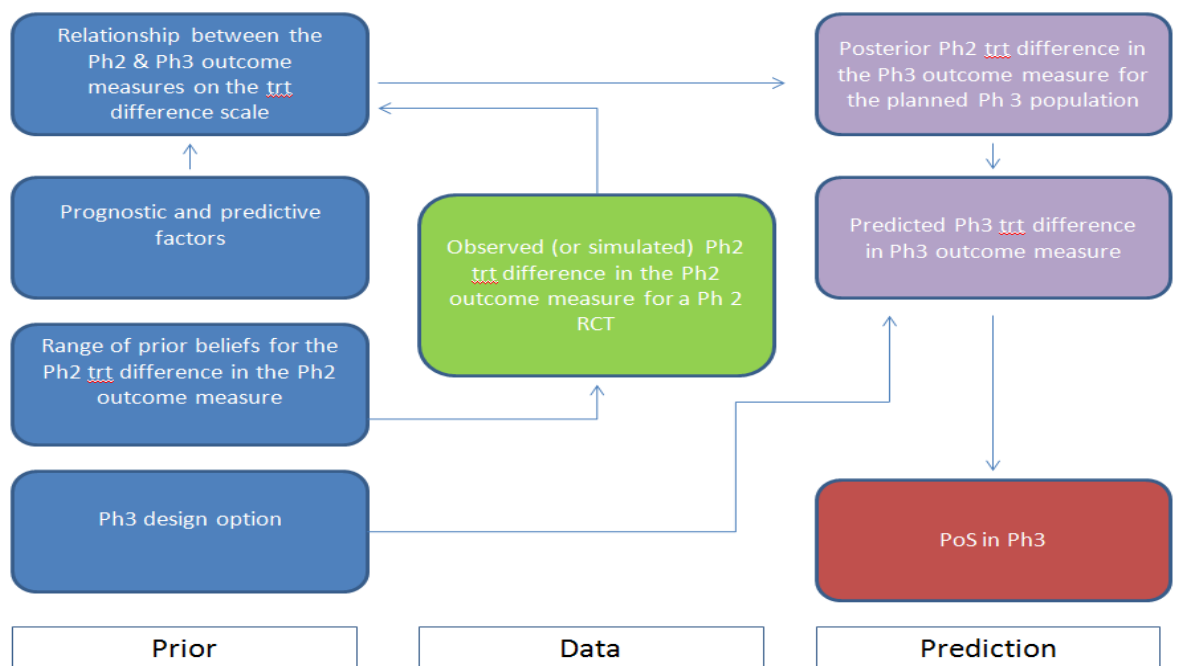 Relationship between the
Ph2 & Ph3 outcome
measures on the trt
difference scale
Prognostic and predictive
factors
Range of prior beliefs for the
Ph2 trt difference in the Ph2
outcome measure
Ph3 design option
Observed (or simulated) Ph2
trt difference in the Ph2
outcome measure for a Ph 2
RCT
Posterior Ph2 trt difference in
the Ph3 outcome measure for
the planned Ph 3 population
Predicted Ph3 trt difference
in Ph3 outcome measure
PoS in Ph3
Prior
Data
Prediction